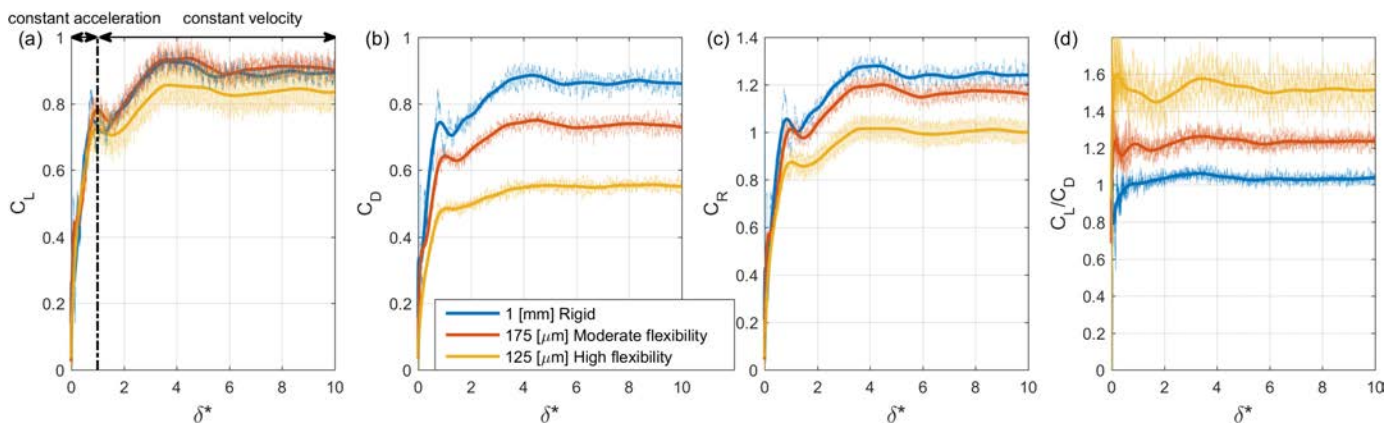 constant acceleration constant velocity
(a) (b) (c) (d)
C_L
1
0.8
0.6
0.4
0.2
0
0 2 4 6 8 10
δ*
C_D
1
0.8
0.6
0.4
0.2
0
0 2 4 6 8 10
δ*
1 [mm] Rigid
175 [μm] Moderate flexibility
125 [μm] High flexibility
C_R
1.4
1.2
1
0.8
0.6
0.4
0.2
0
0 2 4 6 8 10
δ*
C_L/C_D
1.6
1.4
1.2
1
0.8
0.6
0.4
0.2
0
0 2 4 6 8 10
δ*